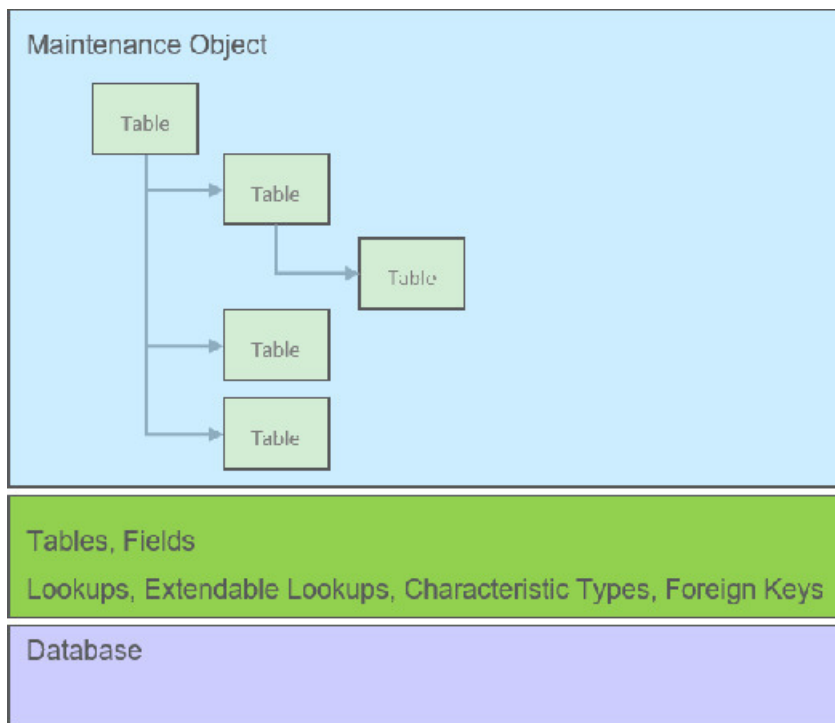 Maintenance Object
Table
Table
Table
Table
Table
Tables, Fields
Lookups, Extendable Lookups, Characteristic Types, Foreign Keys
Database